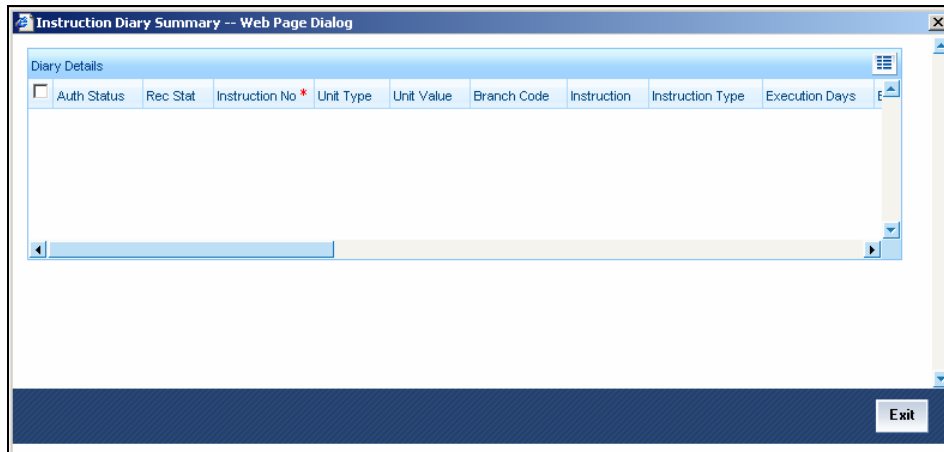 Instruction Diary Summary -- Web Page Dialog
Diary Details
Auth Status Rec Stat Instruction No * Unit Type Unit Value Branch Code Instruction Instruction Type Execution Days
Exit